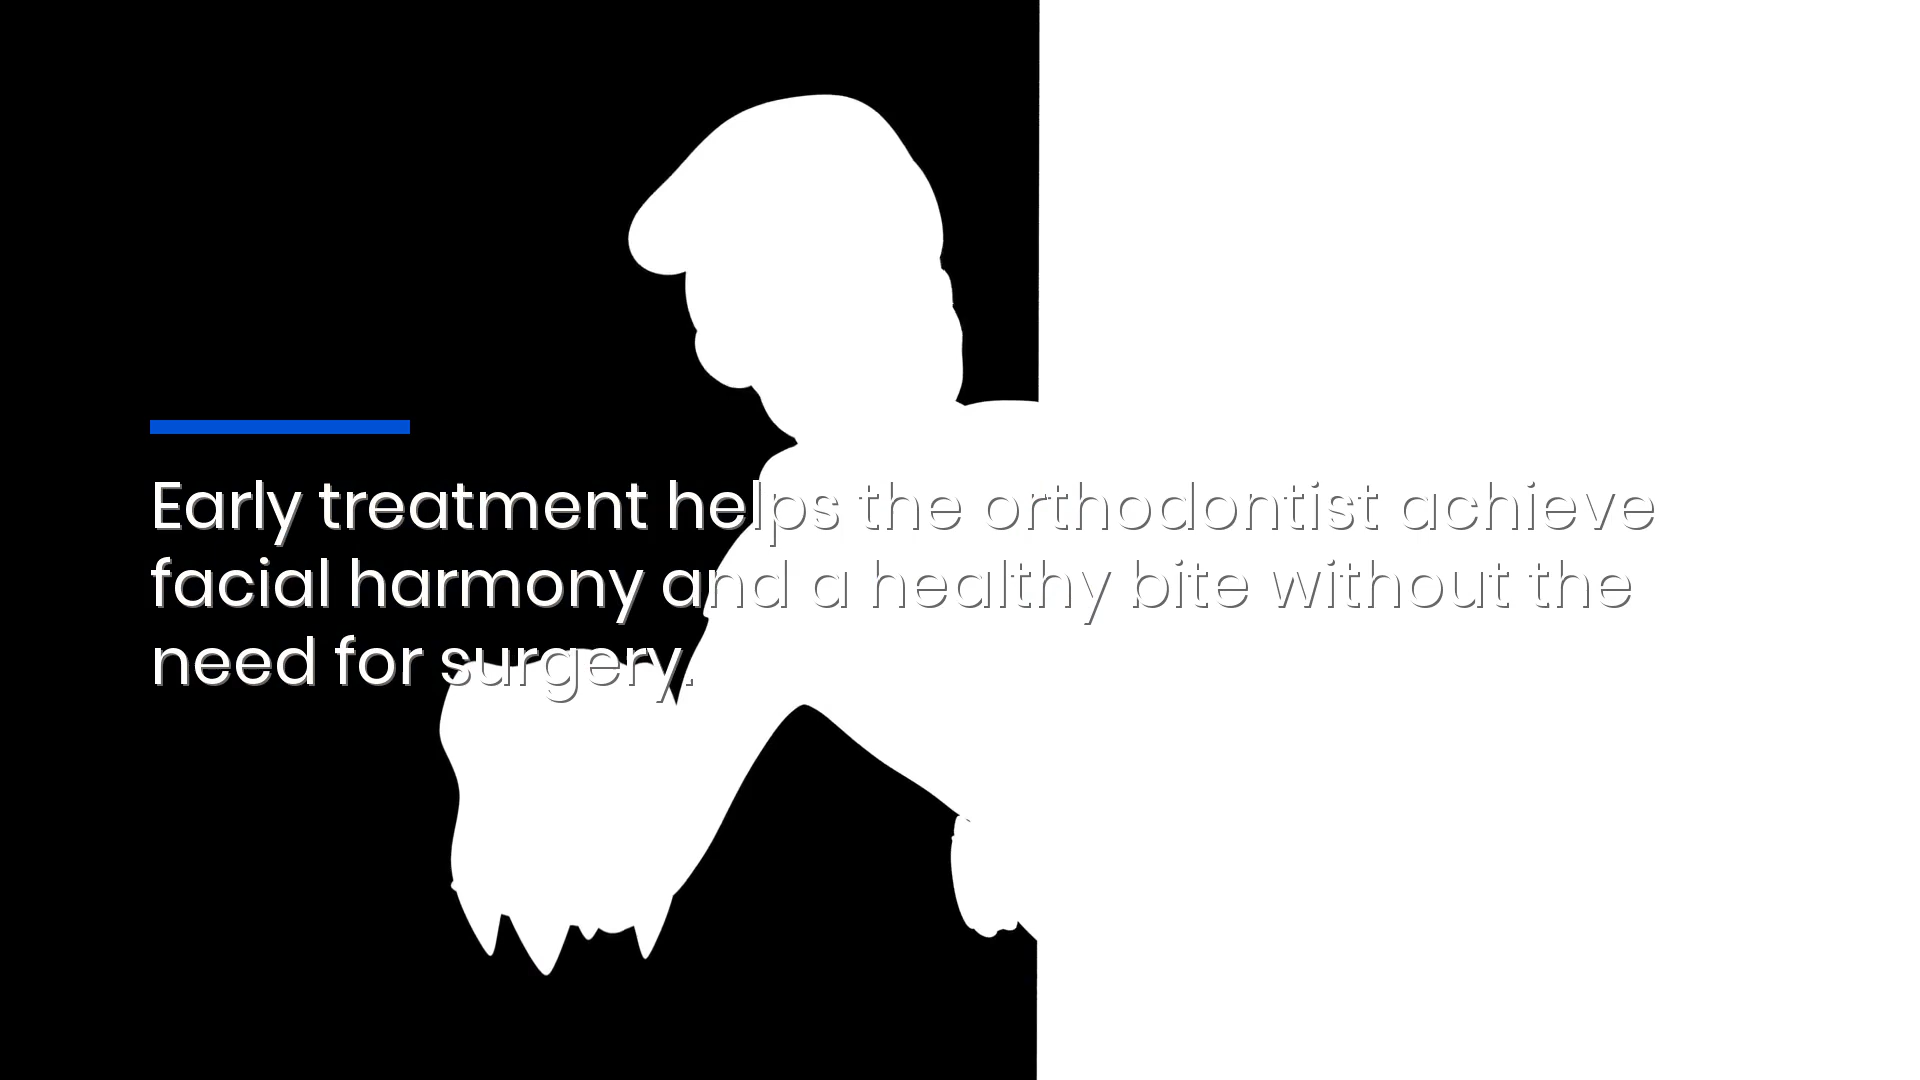 Early treatment helps the orthodontist achieve
facial harmony and a healthy bite without the
need for surgery.